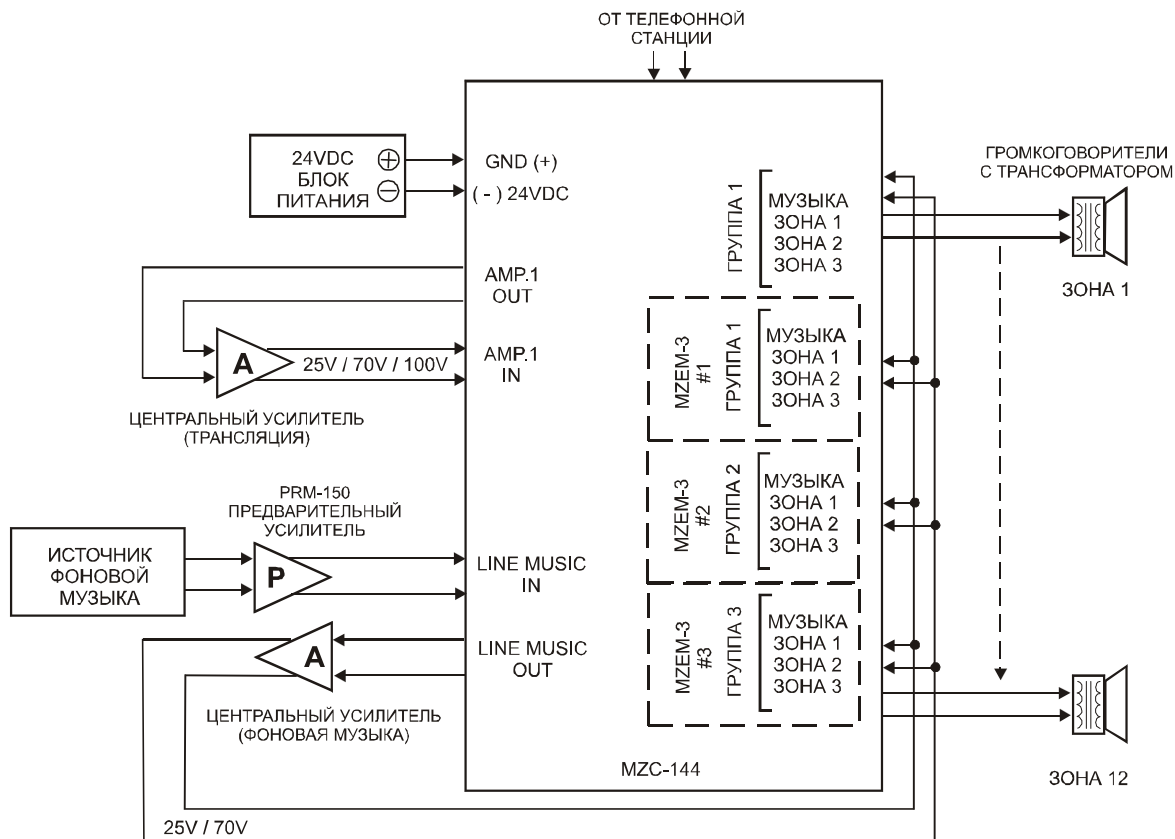 ОТ ТЕЛЕФОННОЙ
СТАНЦИИ
24VDC
БЛОК
ПИТАНИЯ
GND (+)
( - ) 24VDC
AMP.1
OUT
AMP.1
IN
A
25V / 70V / 100V
ЦЕНТРАЛЬНЫЙ УСИЛИТЕЛЬ
(ТРАНСЛЯЦИЯ)
PRM-150
ПРЕДВАРИТЕЛЬНЫЙ
УСИЛИТЕЛЬ
ИСТОЧНИК
ФОНОВОЙ
МУЗЫКА
P
LINE MUSIC
IN
LINE MUSIC
OUT
A
ЦЕНТРАЛЬНЫЙ УСИЛИТЕЛЬ
(ФОНОВАЯ МУЗЫКА)
25V / 70V
ГРУППА 1
МУЗЫКА
ЗОНА 1
ЗОНА 2
ЗОНА 3
MZEM-3
#1
ГРУППА 1
МУЗЫКА
ЗОНА 1
ЗОНА 2
ЗОНА 3
MZEM-3
#2
ГРУППА 2
МУЗЫКА
ЗОНА 1
ЗОНА 2
ЗОНА 3
MZEM-3
#3
ГРУППА 3
МУЗЫКА
ЗОНА 1
ЗОНА 2
ЗОНА 3
MZC-144
ГРОМКОГОВОРИТЕЛИ
С ТРАНСФОРМАТОРОМ
ЗОНА 1
ЗОНА 12